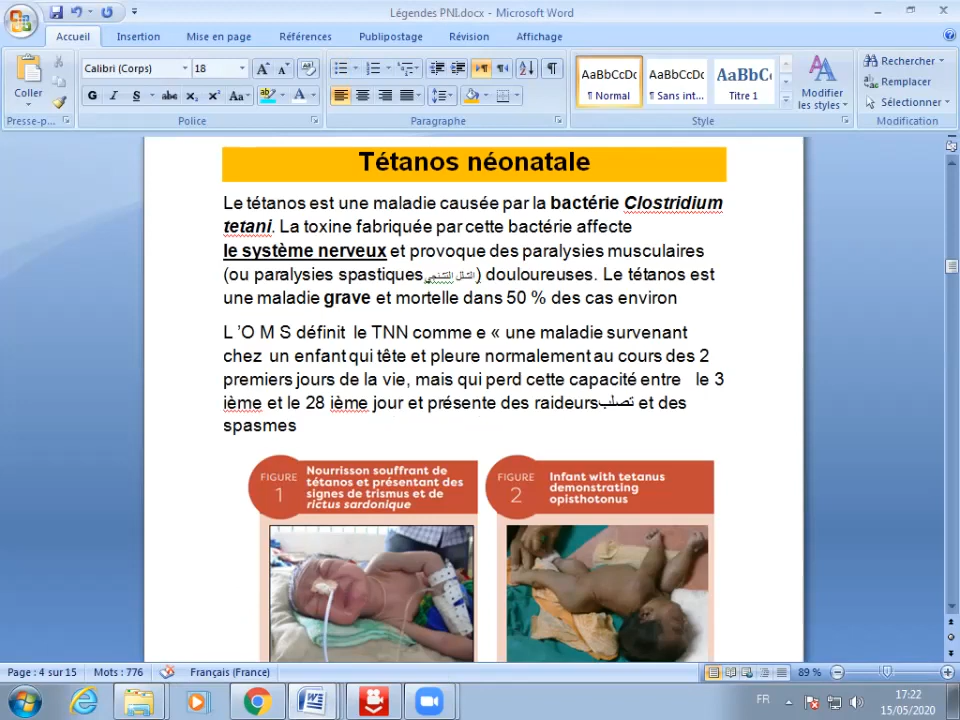 Légendes PNI.docx - Microsoft Word
Accueil Insertion Mise en page Références Publipostage Révision Affichage
Coller
Calibri (Corps) 18
G I S abc x₂ x² Aa
AaBbCcDc AaBbCcDc AaBbC
¶ Normal ¶ Sans int... Titre 1
Modifier les styles
Rechercher
Remplacer
Sélectionner
Presse-p... Police Paragraphe Style Modification
Tétanos néonatale
Le tétanos est une maladie causée par la bactérie Clostridium
tetani. La toxine fabriquée par cette bactérie affecte
le système nerveux et provoque des paralysies musculaires
(ou paralysies spastiques الشلل التشنجي) douloureuses. Le tétanos est
une maladie grave et mortelle dans 50 % des cas environ
L 'O M S définit le TNN comme e « une maladie survenant
chez un enfant qui tête et pleure normalement au cours des 2
premiers jours de la vie, mais qui perd cette capacité entre le 3
ième et le 28 ième jour et présente des raideurs تصلب et des
spasmes
FIGURE 1
Nourrisson souffrant de
tétanos et présentant des
signes de trismus et de
rictus sardonique
FIGURE 2
Infant with tetanus
demonstrating
opisthotonus
Page : 4 sur 15 Mots : 776 Français (France) 89 %
FR 17:22
15/05/2020